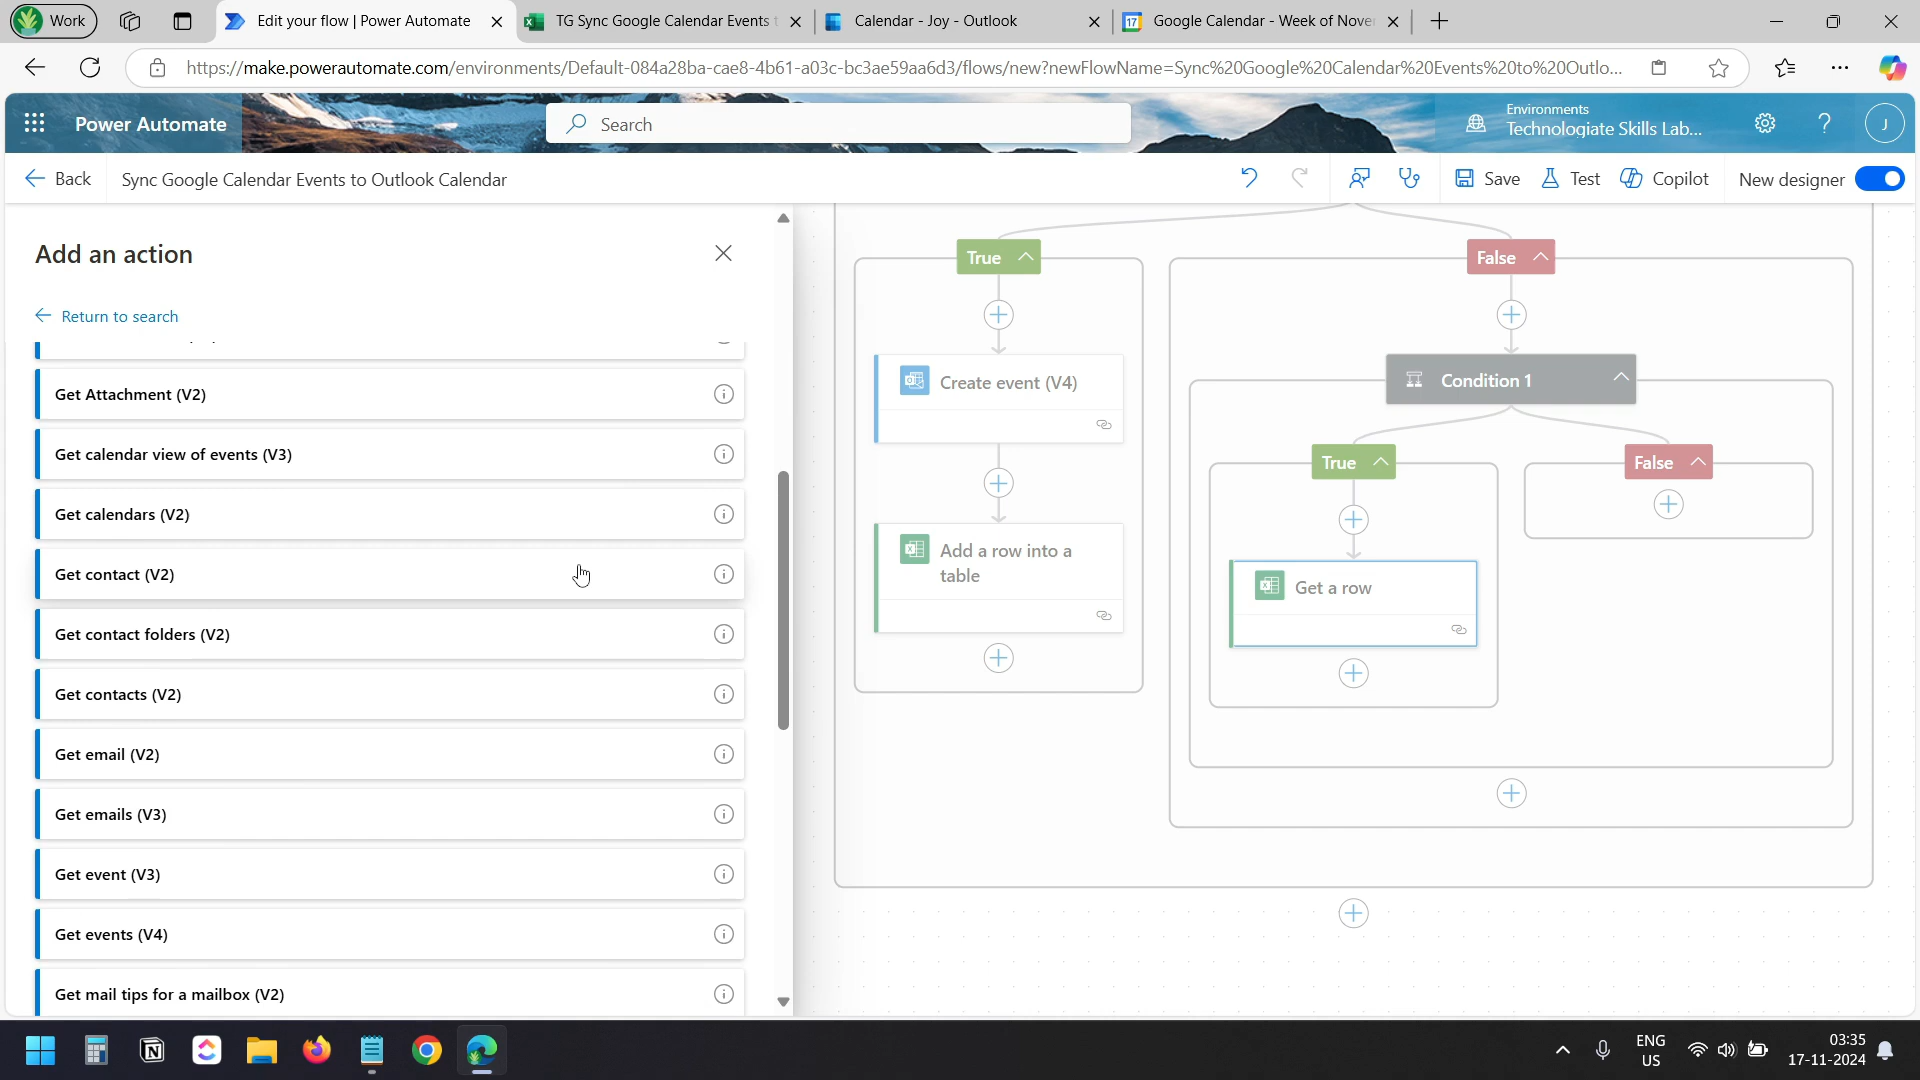 Work
Edit your flow | Power Automate
TG Sync Google Calendar Events t
Calendar - Joy - Outlook
17
Google Calendar - Week of Nove
https://make.powerautomate.com/environments/Default-084a28ba-cae8-4b61-a03c-bc3ae59aa6d3/flows/new?newFlowName=Sync%20Google%20Calendar%20Events%20to%20Outlo...
Power Automate
Search
Environments
Technologiate Skills Lab...
J
Back
Sync Google Calendar Events to Outlook Calendar
Save
Test
Copilot
New designer
Add an action
Return to search
Get Attachment (V2)
Get calendar view of events (V3)
Get calendars (V2)
Get contact (V2)
Get contact folders (V2)
Get contacts (V2)
Get email (V2)
Get emails (V3)
Get event (V3)
Get events (V4)
Get mail tips for a mailbox (V2)
True
False
Create event (V4)
Condition 1
True
False
Add a row into a
table
Get a row
ENG
US
03:35
17-11-2024